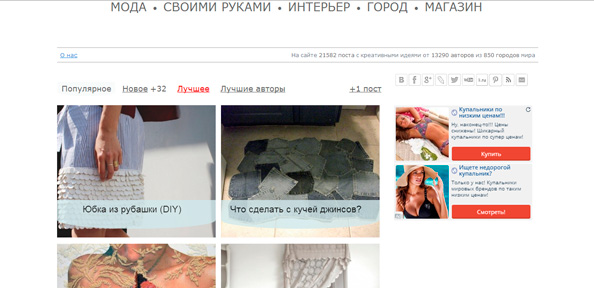 МОДА • СВОИМИ РУКАМИ • ИНТЕРЬЕР • ГОРОД • МАГАЗИН
О нас
На сайте 21582 поста с креативными идеями от 13290 авторов из 850 городов мира
Популярное Новое +32 Лучшее Лучшие авторы +1 пост
Юбка из рубашки (DIY)
Что сделать с кучей джинсов?
Купальники по
низким ценам!!!
Ну, наконец-то!!! Цены
снижены! Шикарный
купальники по супер ценам!
Купить
Ищете недорогой
купальник?
Только у нас! Купальники
мировых брендов по таким
низким ценам.
Смотреть!